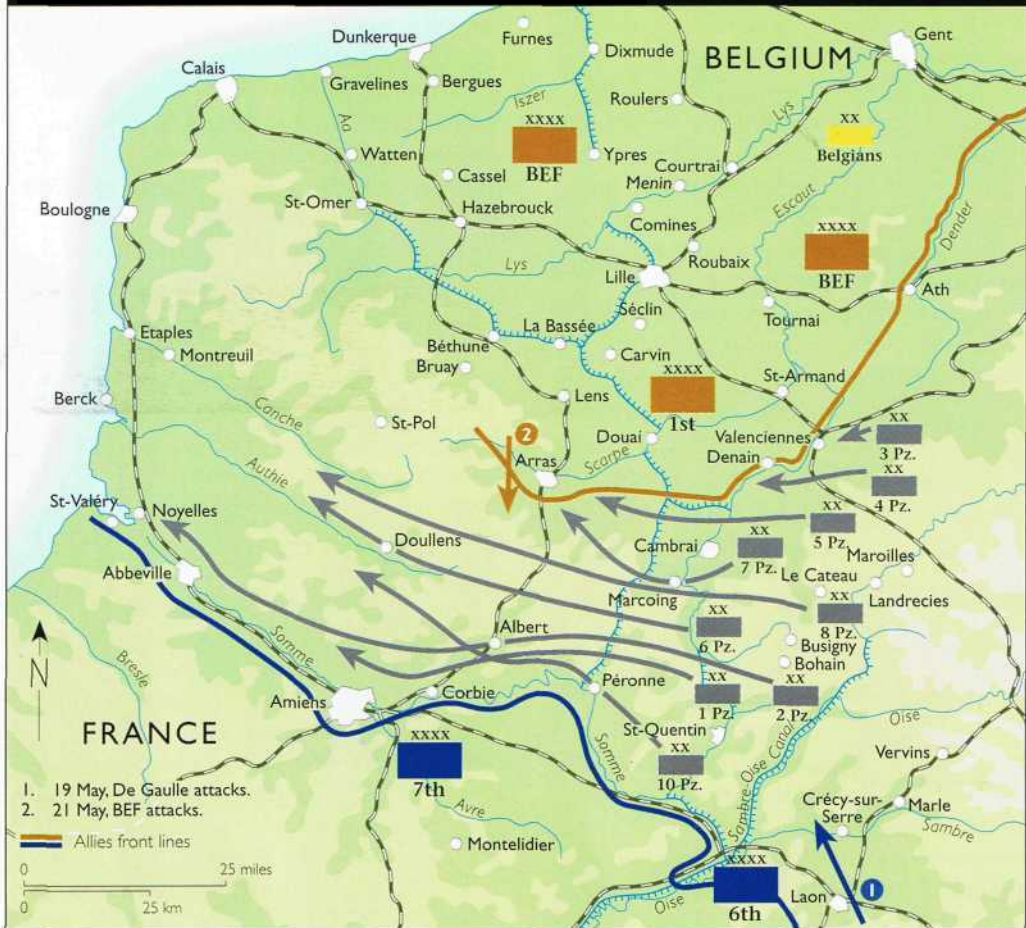 Furnes
Dunkerque
Dixmude
BELGIUM
Gent
Calais
Gravelines
Bergues
Iszer
Roulers
Lys
Aa
xxxx
BEF
xx
Belgians
Watten
Cassel
Ypres
Courtrai
Menin
Escaut
St-Omer
Boulogne
Hazebrouck
Comines
xxxx
BEF
Dender
Lys
Lille
Roubaix
Ath
Séclin
Tournai
Etaples
La Bassée
Béthune
Montreuil
Carvin
Bruay
St-Armand
xxxx
1st
Berck
Canche
Lens
St-Pol
2
Douai
Valenciennes
xx
3 Pz.
Arras
Scarpe
Denain
Authie
xx
4 Pz.
St-Valéry
Noyelles
xx
5 Pz.
Doullens
Cambrai
xx
7 Pz.
Maroilles
Abbeville
Le Cateau
Marcoing
Landrecies
xx
6 Pz.
xx
8 Pz.
Albert
Busigny
Bohain
N
Somme
Bresle
Péronne
xx
1 Pz.
xx
2 Pz.
Amiens
Corbie
Oise
St-Quentin
FRANCE
xxxx
7th
Somme
xx
10 Pz.
Sambre-Oise Canal
Vervins
1. 19 May, De Gaulle attacks.
2. 21 May, BEF attacks.
Avre
Crécy-sur-
Serre
Marle
Sambre
Allies front lines
Montelidier
0 25 miles
0 25 km
xxxx
6th
Oise
Laon
1